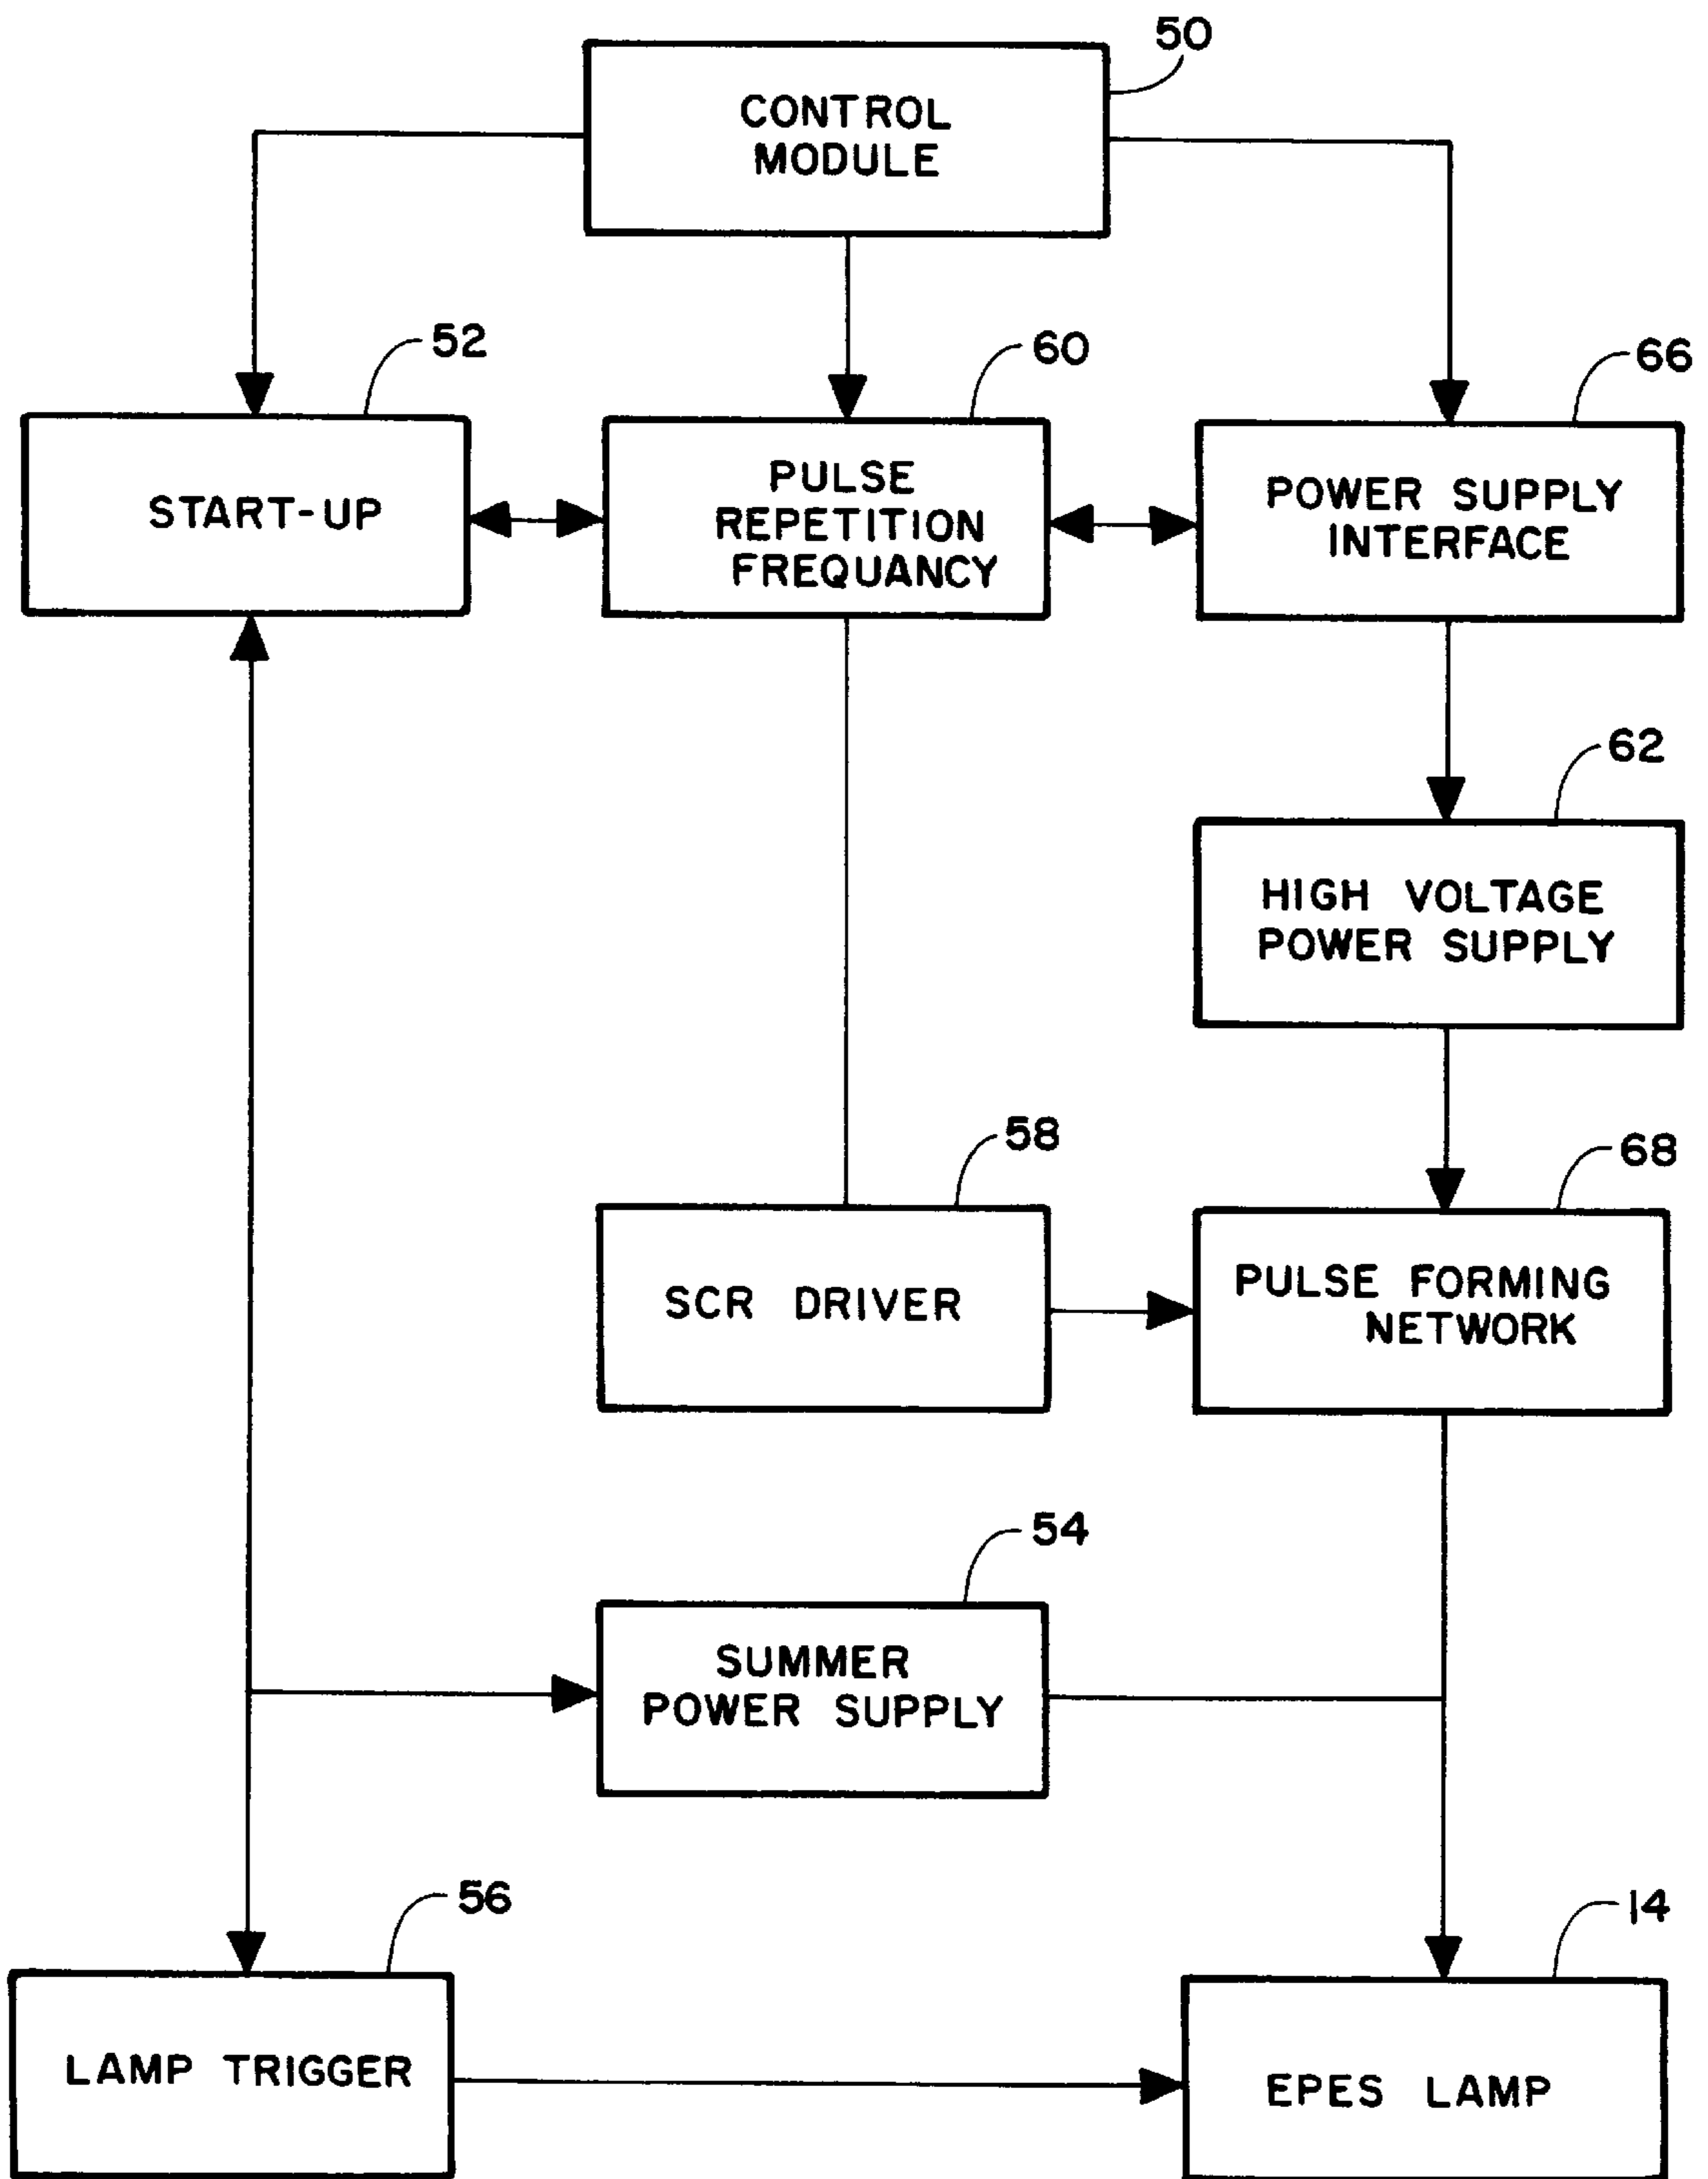 50
CONTROL
MODULE
52
60
66
START-UP
PULSE
REPETITION
FREQUANCY
POWER SUPPLY
INTERFACE
62
HIGH VOLTAGE
POWER SUPPLY
58
68
SCR DRIVER
PULSE FORMING
NETWORK
54
SUMMER
POWER SUPPLY
56
14
LAMP TRIGGER
EPES LAMP